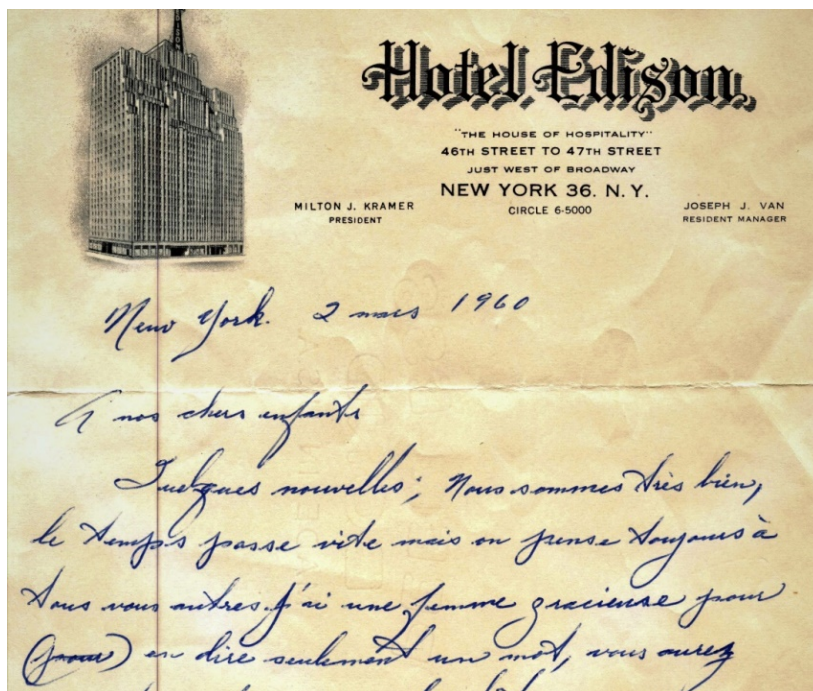 EDISON
Hotel Edison
"THE HOUSE OF HOSPITALITY"
46TH STREET TO 47TH STREET
JUST WEST OF BROADWAY
NEW YORK 36. N. Y.
CIRCLE 6-5000
MILTON J. KRAMER
PRESIDENT
JOSEPH J. VAN
RESIDENT MANAGER
New York. 2 mars 1960
A nos chers enfants
Quelques nouvelles; Nous sommes très bien,
le temps passe vite mais on pense toujours à
tous vous autres. J'ai une femme gracieuse pour
(pour) en dire seulement un mot, vous aurez